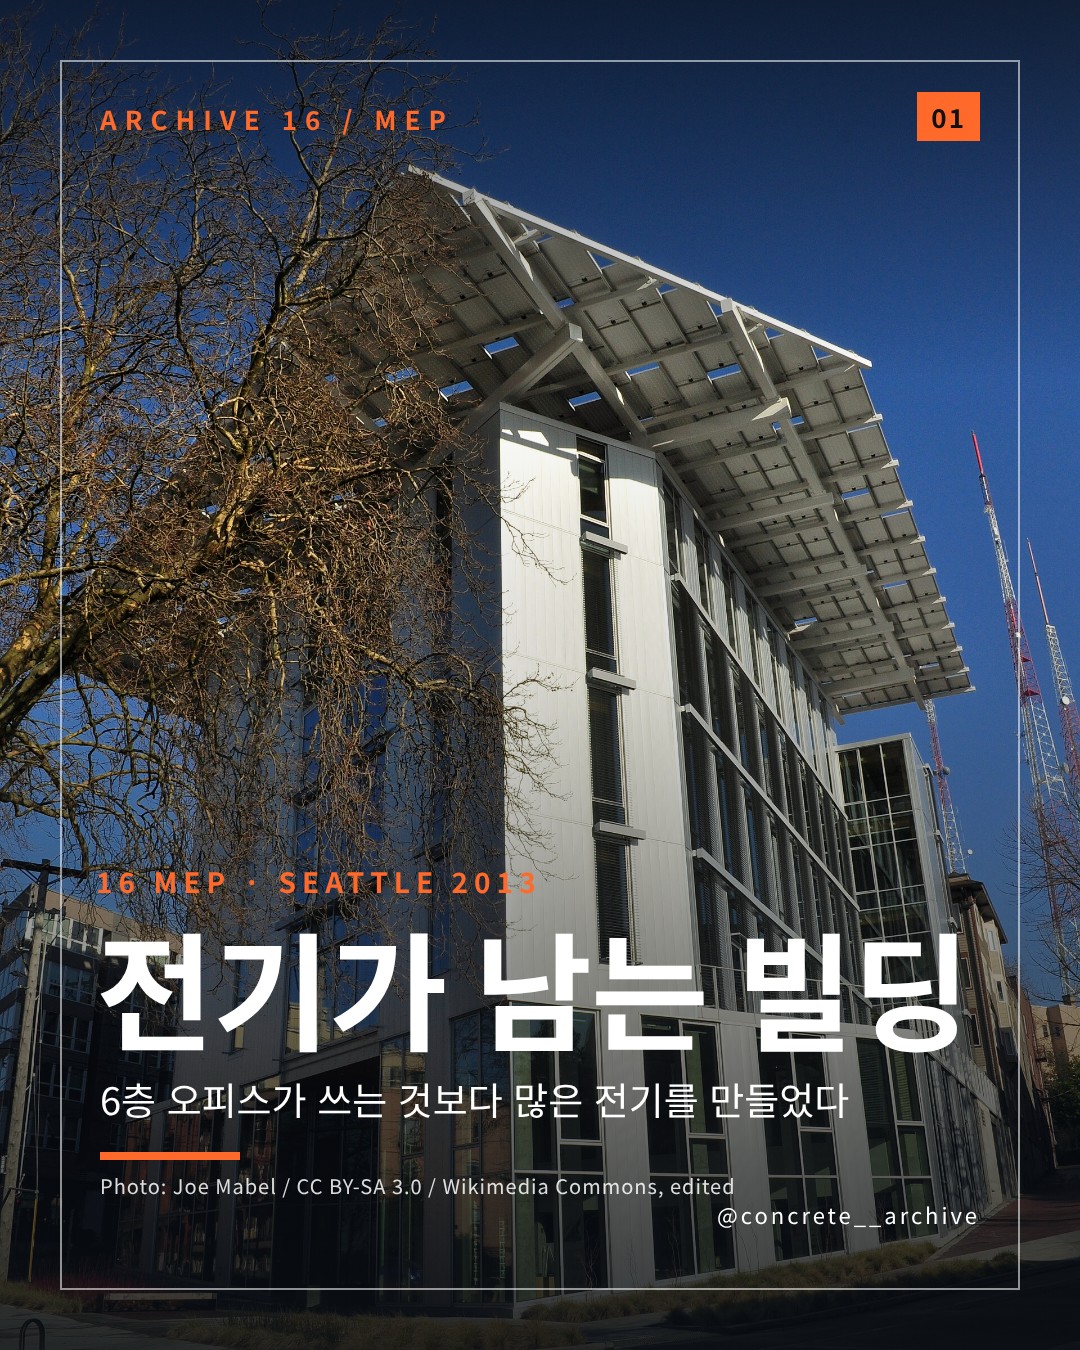 ARCHIVE 16 / MEP
01
16 MEP · SEATTLE 2013
전기가 남는 빌딩
6층 오피스가 쓰는 것보다 많은 전기를 만들었다
Photo: Joe Mabel / CC BY-SA 3.0 / Wikimedia Commons, edited
@concrete__archive